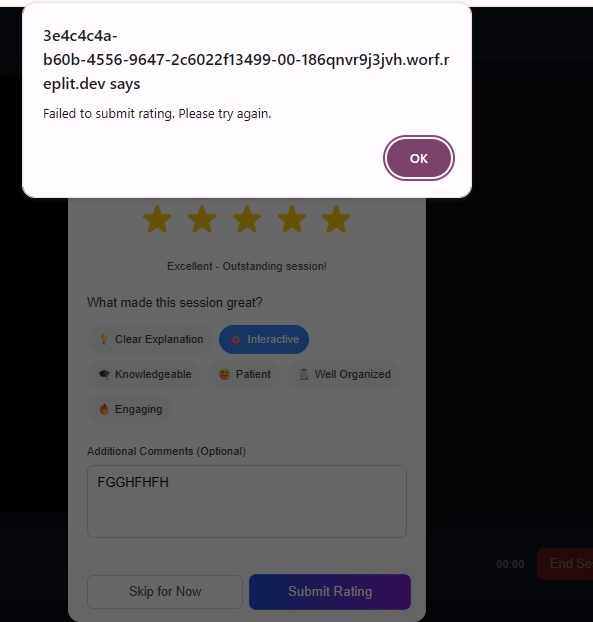 3e4c4c4a-
b60b-4556-9647-2c6022f13499-00-186qnvr9j3jvh.worf.r
eplit.dev says
Failed to submit rating. Please try again.
OK
Excellent - Outstanding session!
What made this session great?
Clear Explanation
Interactive
Knowledgeable
Patient
Well Organized
Engaging
Additional Comments (Optional)
FGGHFHFH
00:00
End Se
Skip for Now
Submit Rating